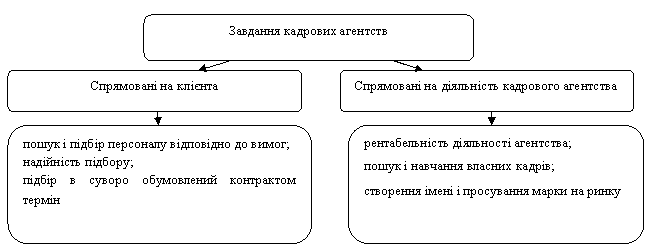 Завдання кадрових агентств
Спрямовані на клієнта
Спрямовані на діяльність кадрового агентства
пошук і підбір персоналу відповідно до вимог;
надійність підбору;
підбір в суворо обумовлений контрактом
термін
рентабельність діяльності агентства;
пошук і навчання власних кадрів;
створення імені і просування марки на ринку